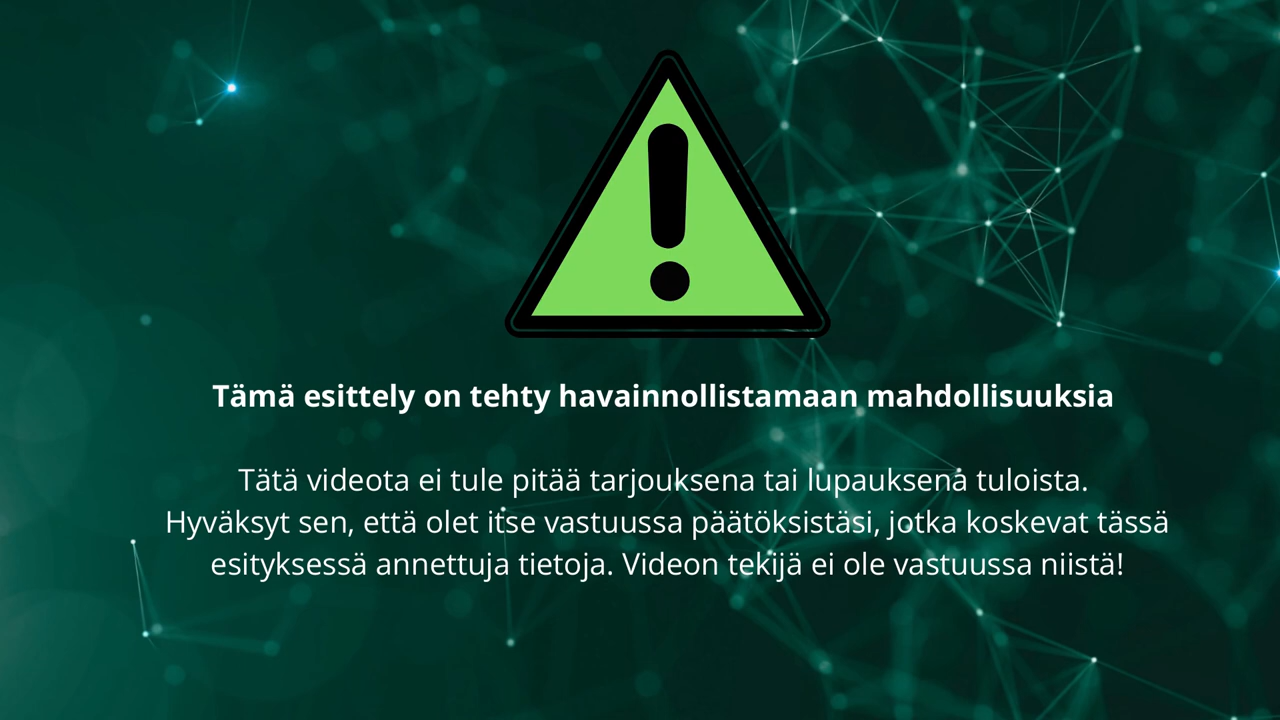 Tämä esittely on tehty havainnollistamaan mahdollisuuksia
Tätä videota ei tule pitää tarjouksena tai lupauksena tuloista.
Hyväksyt sen, että olet itse vastuussa päätöksistäsi, jotka koskevat tässä
esityksessä annettuja tietoja. Videon tekijä ei ole vastuussa niistä!